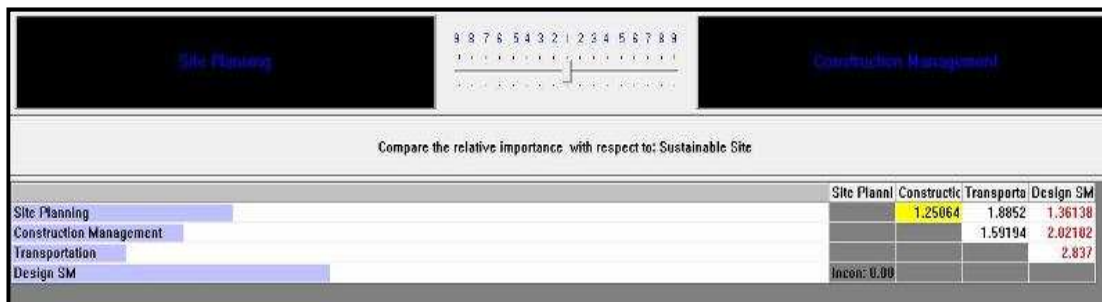 9 8 7 6 5 4 3 2 1 2 3 4 5 6 7 8 9
Site Planning
Construction Management
Compare the relative importance with respect to: Sustainable Site
Site Planni Constructic Transporta Design SM
Site Planning 1.25064 1.8852 1.36138
Construction Management 1.59194 2.02182
Transportation 2.837
Design SM Incon: 0.00